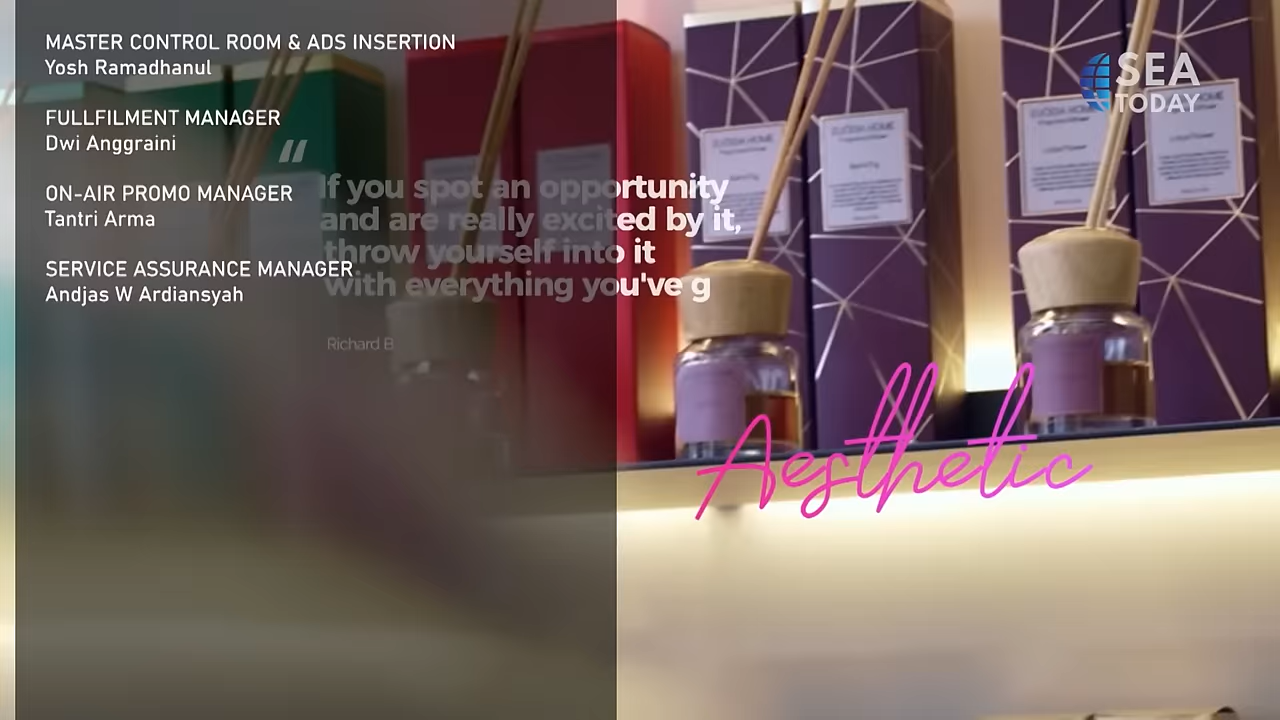 MASTER CONTROL ROOM & ADS INSERTION
Yosh Ramadhanul
FULLFILMENT MANAGER
Dwi Anggraini
ON-AIR PROMO MANAGER
Tantri Arma
SERVICE ASSURANCE MANAGER
Andjas W Ardiansyah
“
If you spot an opportunity
and are really excited by it,
throw yourself into it
with everything you've g
Richard B
SEA
TODAY
Aesthetic